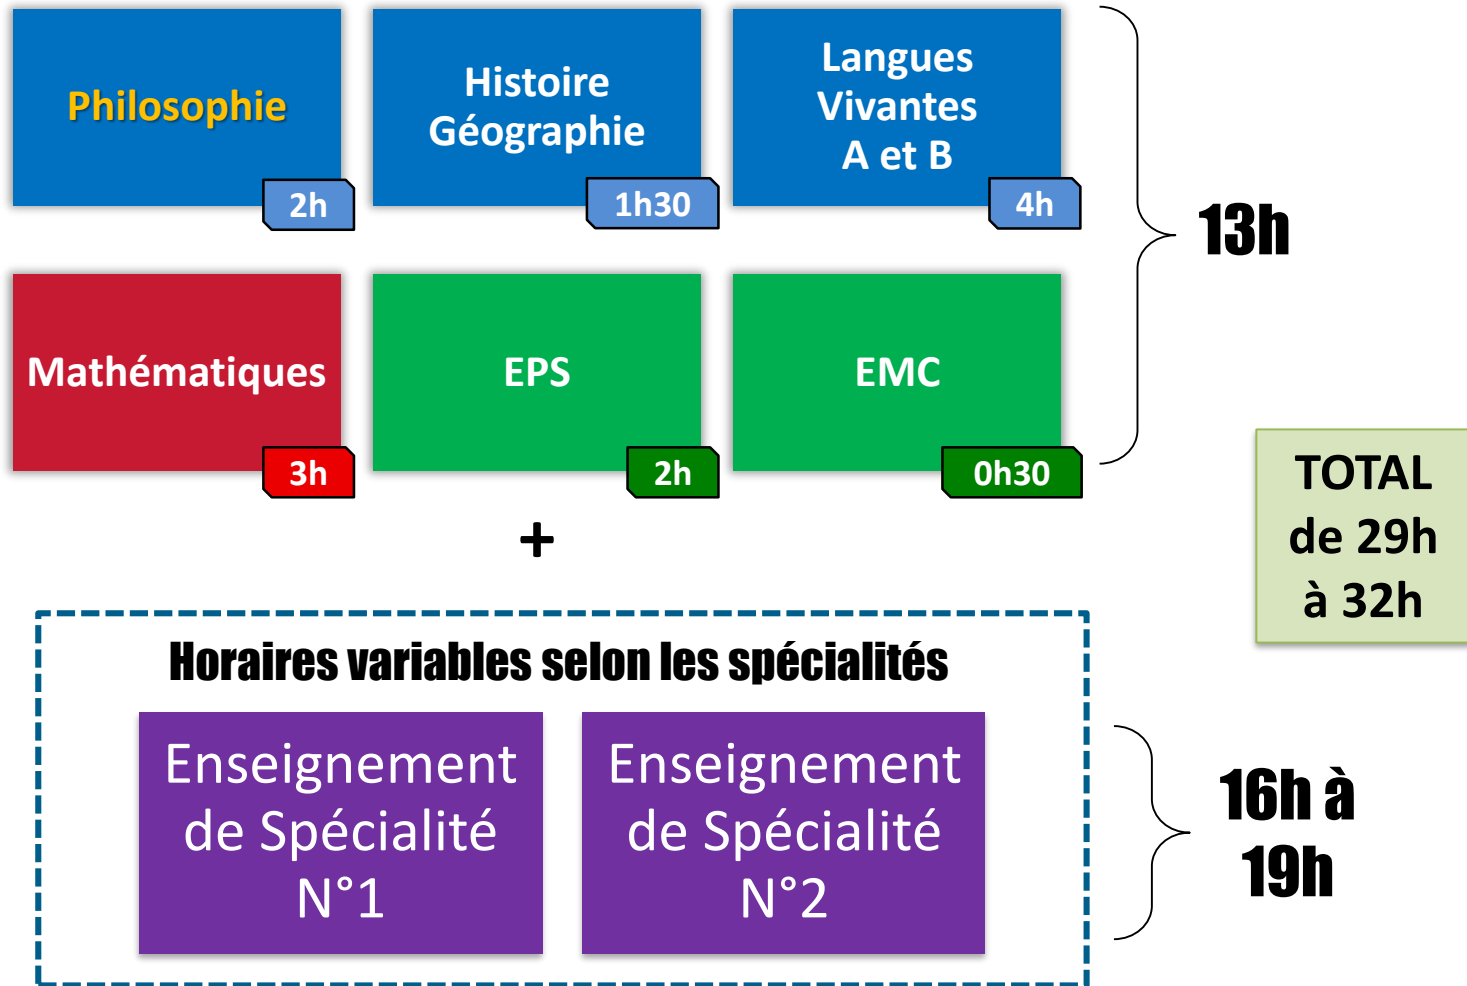 Philosophie
2h
Histoire
Géographie
1h30
Langues
Vivantes
A et B
4h
13h
Mathématiques
3h
EPS
2h
EMC
0h30
TOTAL
de 29h
à 32h
+
Horaires variables selon les spécialités
Enseignement
de Spécialité
N°1
Enseignement
de Spécialité
N°2
16h à
19h